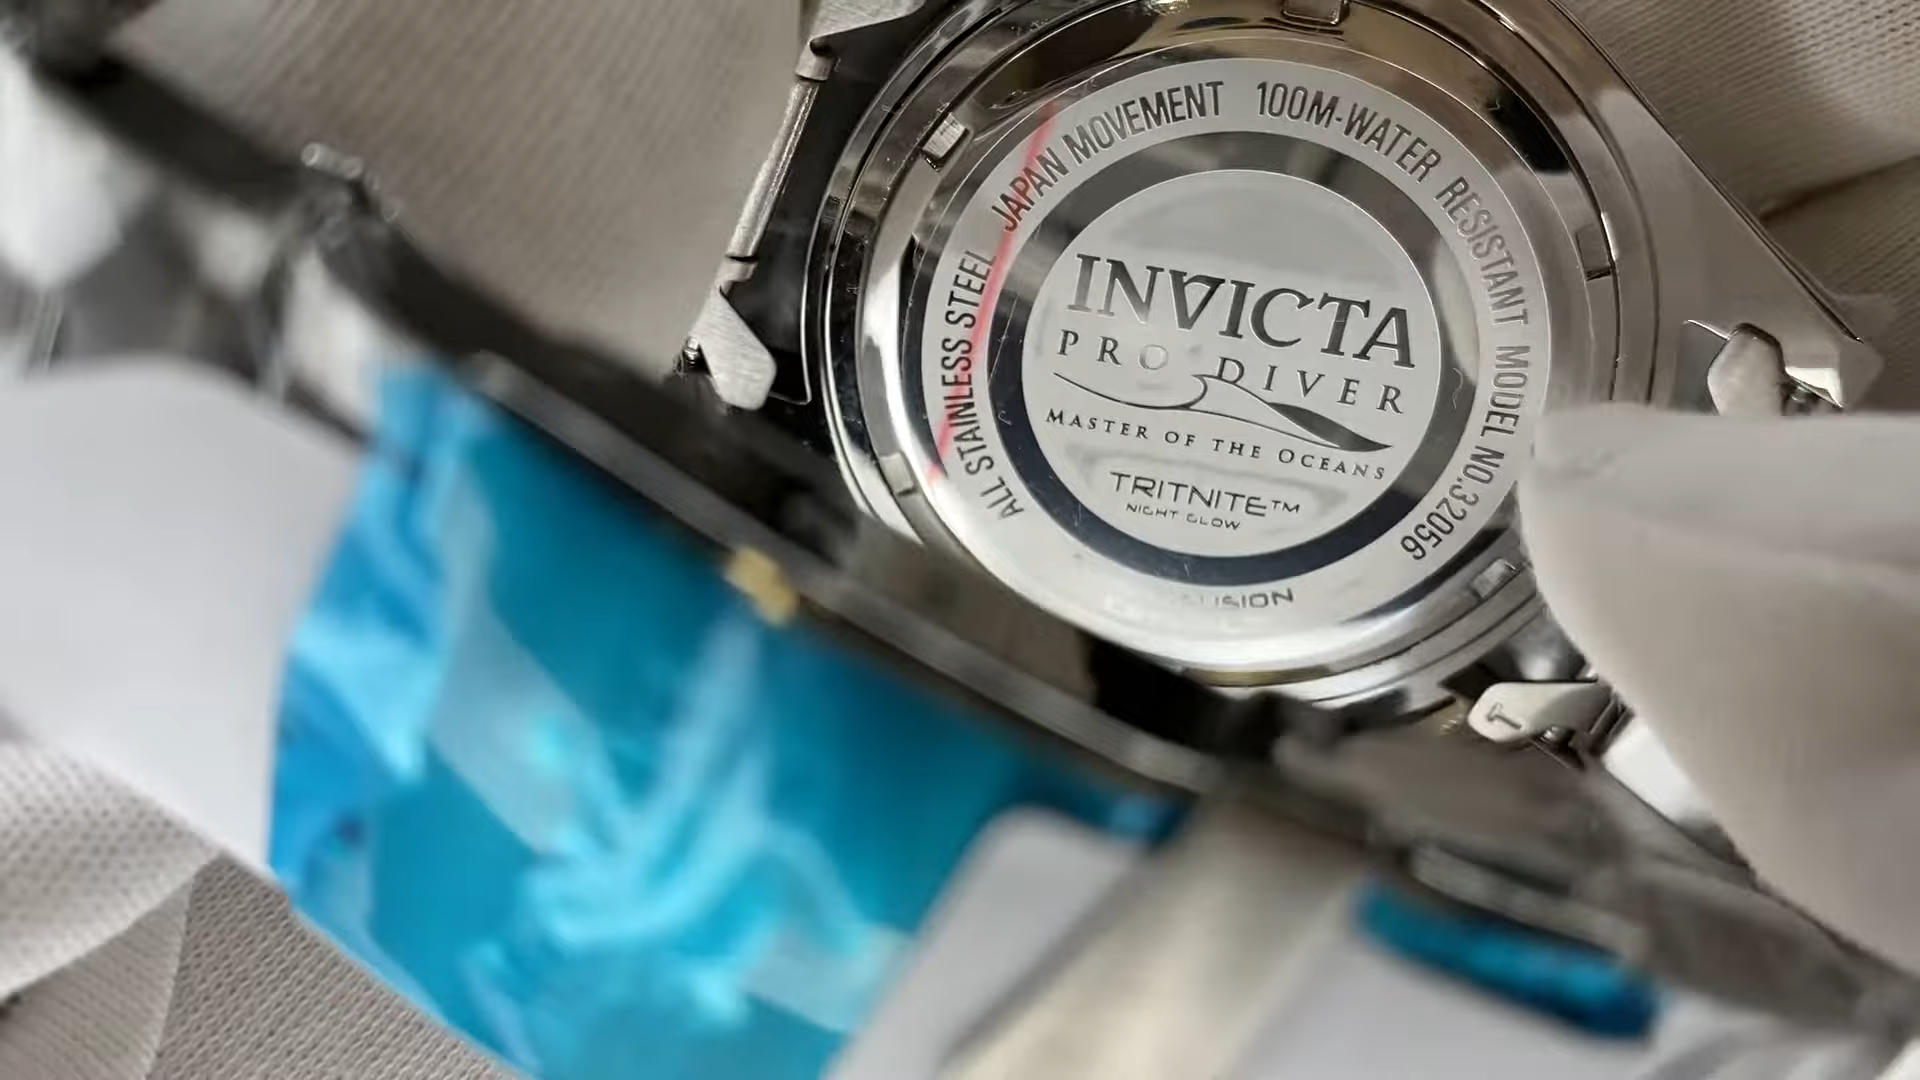 ALL STAINLESS STEEL JAPAN MOVEMENT 100M-WATER RESISTANT MODEL NO.32056
INVICTA
PRO DIVER
MASTER OF THE OCEANS
TRITNITE™
NIGHT GLOW